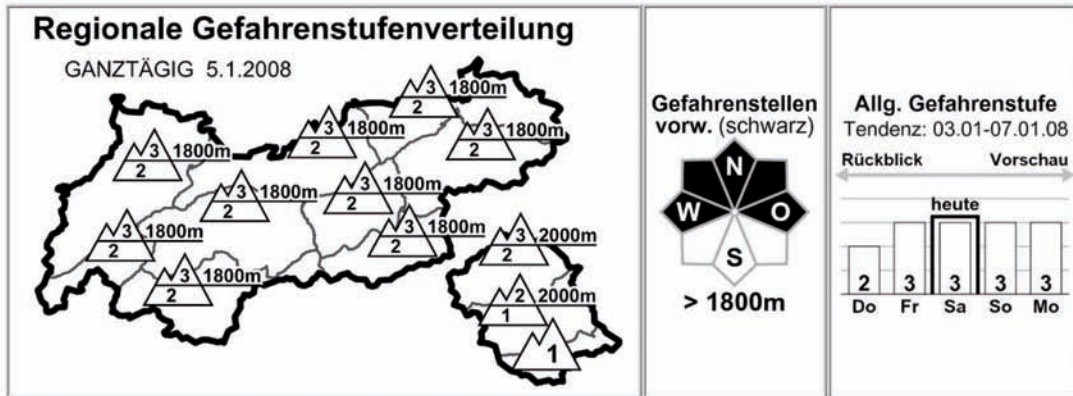 Regionale Gefahrenstufenverteilung
GANZTÄGIG 5.1.2008
3 1800m
2
3 1800m
2
3 1800m
2
3 1800m
2
3 1800m
2
3 1800m
2
3 1800m
2
3 1800m
2
3 1800m
2
3 2000m
2
2 2000m
1
1
Gefahrenstellen
vorw. (schwarz)
N
W O
S
> 1800m
Allg. Gefahrenstufe
Tendenz: 03.01-07.01.08
Rückblick Vorschau
heute
2 3 3 3 3
Do Fr Sa So Mo